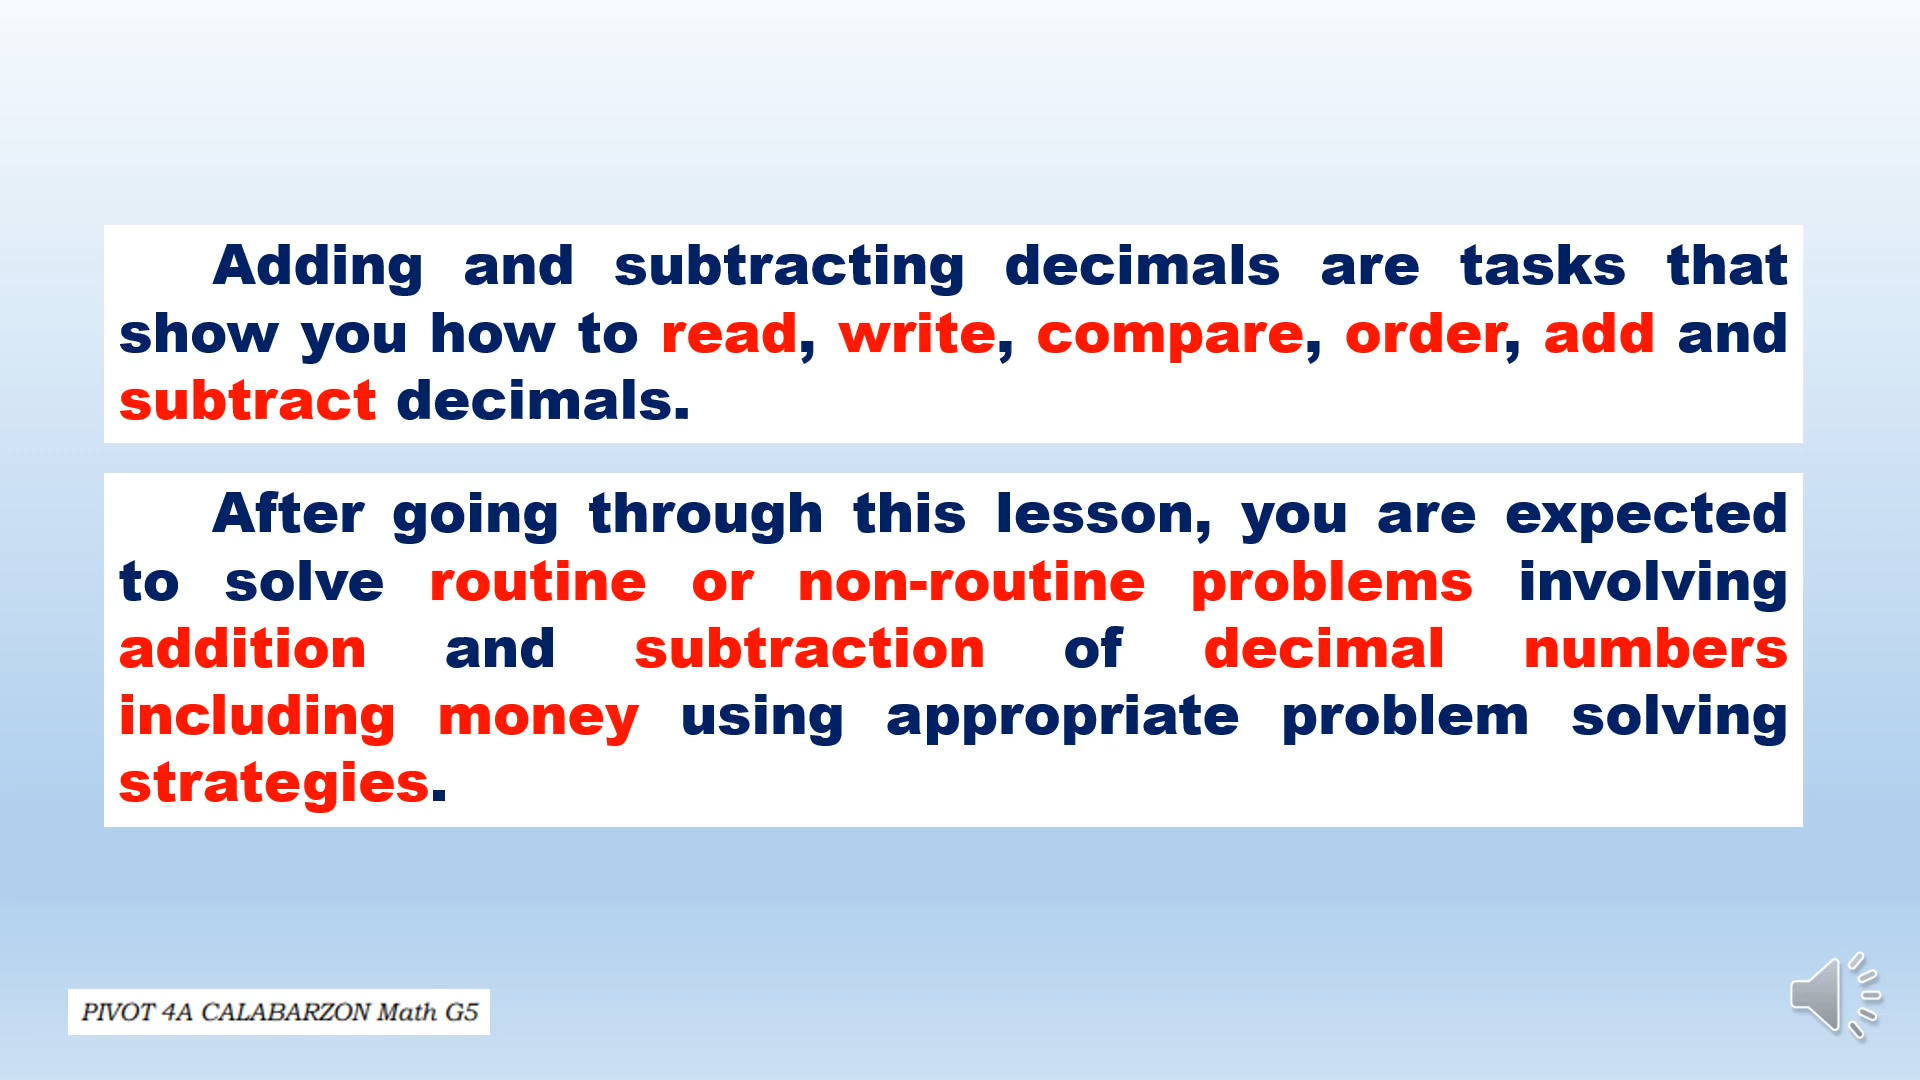 Adding and subtracting decimals are tasks that
show you how to read, write, compare, order, add and
subtract decimals.
After going through this lesson, you are expected
to solve routine or non-routine problems involving
addition and subtraction of decimal numbers
including money using appropriate problem solving
strategies.
PIVOT 4A CALABARZON Math G5